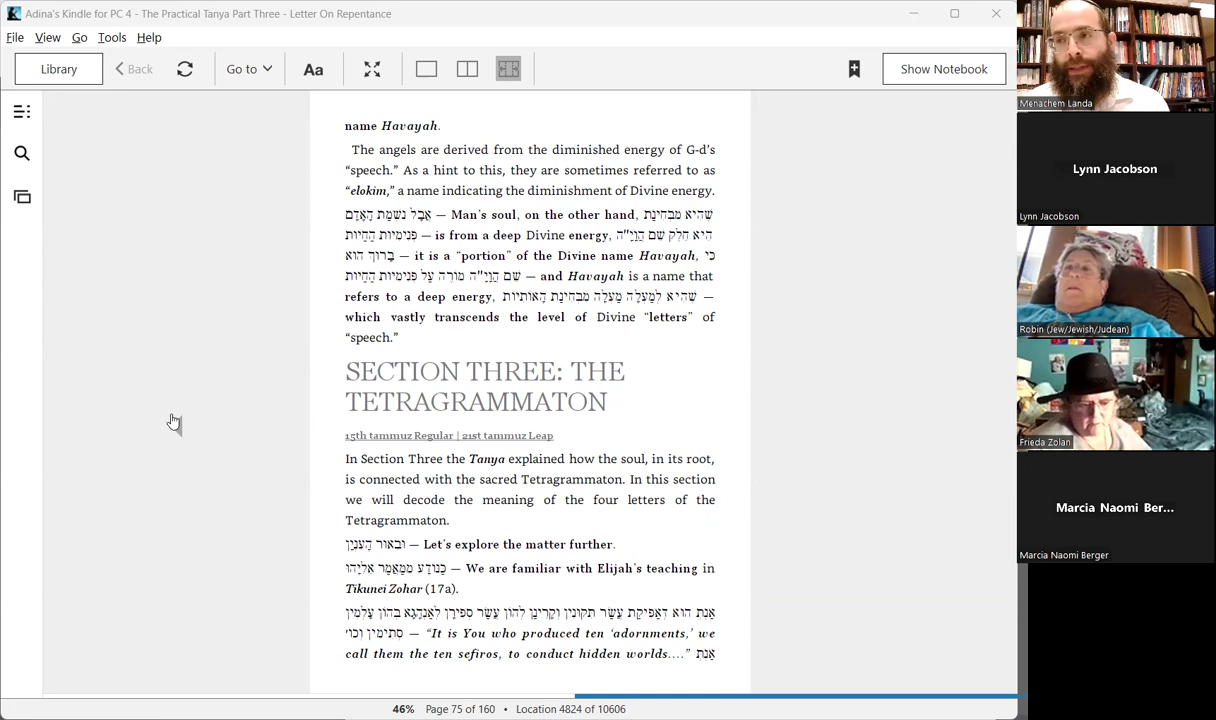 Adina's Kindle for PC 4 - The Practical Tanya Part Three - Letter On Repentance
File View Go Tools Help
Library Back Go to Aa Show Notebook
name Havayah.
The angels are derived from the diminished energy of G-d's
“speech.” As a hint to this, they are sometimes referred to as
“elokim,” a name indicating the diminishment of Divine energy.
אֲבָל נִשְׁמַת הָאָדָם — Man's soul, on the other hand, שֶׁהִיא מִבְּחִינַת
פְּנִימִיּוּת הַחַיּוּת — is from a deep Divine energy, הִיא חֵלֶק שֵׁם הֲוָיָ"ה
בָּרוּךְ הוּא — it is a “portion” of the Divine name Havayah, כִּי
שֵׁם הֲוָיָ"ה מוֹרֶה עַל פְּנִימִיּוּת הַחַיּוּת — and Havayah is a name that
refers to a deep energy, שֶׁהִיא לְמַעְלָה מַעְלָה מִבְּחִינַת הָאוֹתִיּוֹת —
which vastly transcends the level of Divine “letters” of
“speech.”
SECTION THREE: THE
TETRAGRAMMATON
15th tammuz Regular | 21st tammuz Leap
In Section Three the Tanya explained how the soul, in its root,
is connected with the sacred Tetragrammaton. In this section
we will decode the meaning of the four letters of the
Tetragrammaton.
וּבֵאוּר הָעִנְיָן — Let's explore the matter further.
כַּנּוֹדָע מִמַּאֲמַר אֵלִיָּהוּ — We are familiar with Elijah's teaching in
Tikunei Zohar (17a).
אַנְתְּ הוּא דְאַפִּיקַת עֲשַׂר תִּקּוּנִין וְקָרֵינָן לְהוֹן עֲשַׂר סְפִירָן לְאַנְהָגָא בְהוֹן עָלְמִין
סְתִימִין וְכוּ' — “It is You who produced ten ‘adornments,’ we
call them the ten sefiros, to conduct hidden worlds....” אַנְתְּ
46% Page 75 of 160 • Location 4824 of 10606
Menachem Landa
Lynn Jacobson
Lynn Jacobson
Robin (Jew/Jewish/Judean)
Frieda Zolan
Marcia Naomi Ber...
Marcia Naomi Berger